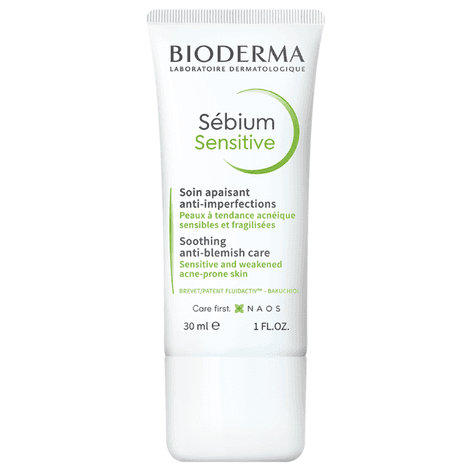 BIODERMA
LABORATOIRE DERMATOLOGIQUE
Sébium
Sensitive
Soin apaisant
anti-imperfections
Peaux à tendance acnéique
sensibles et fragilisées
Soothing
anti-blemish care
Sensitive and weakened
acne-prone skin
BREVET/PATENT FLUIDACTIV™ - BAKUCHIOL
Care first. NAOS
30 ml ℮ 1 FL.OZ.